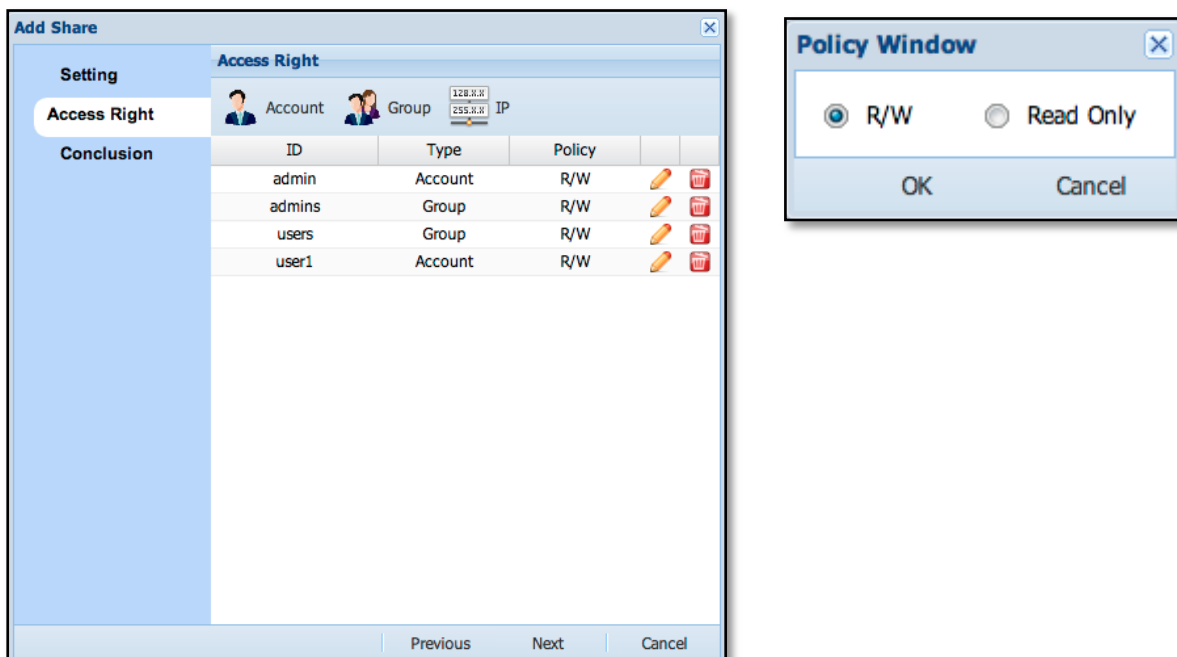 Add Share
Setting
Access Right
Conclusion
Access Right
Account Group 128.X.X 255.X.X IP
ID Type Policy
admin Account R/W
admins Group R/W
users Group R/W
user1 Account R/W
Previous Next Cancel
Policy Window
R/W Read Only
OK Cancel